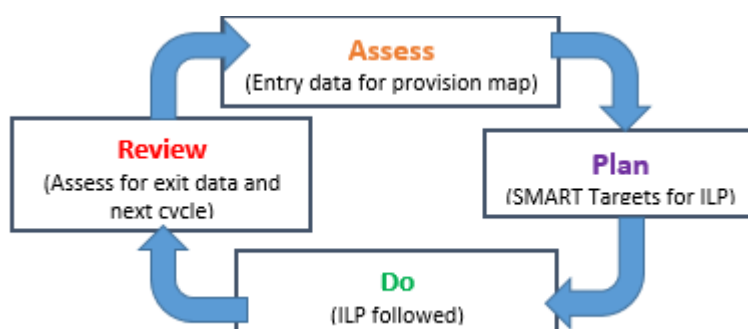 Assess
(Entry data for provision map)
Review
(Assess for exit data and
next cycle)
Plan
(SMART Targets for ILP)
Do
(ILP followed)